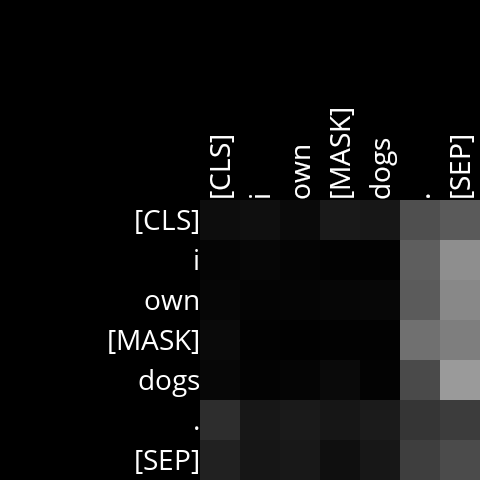 [CLS] i own [MASK] dogs . [SEP]
[CLS]
i
own
[MASK]
dogs
.
[SEP]